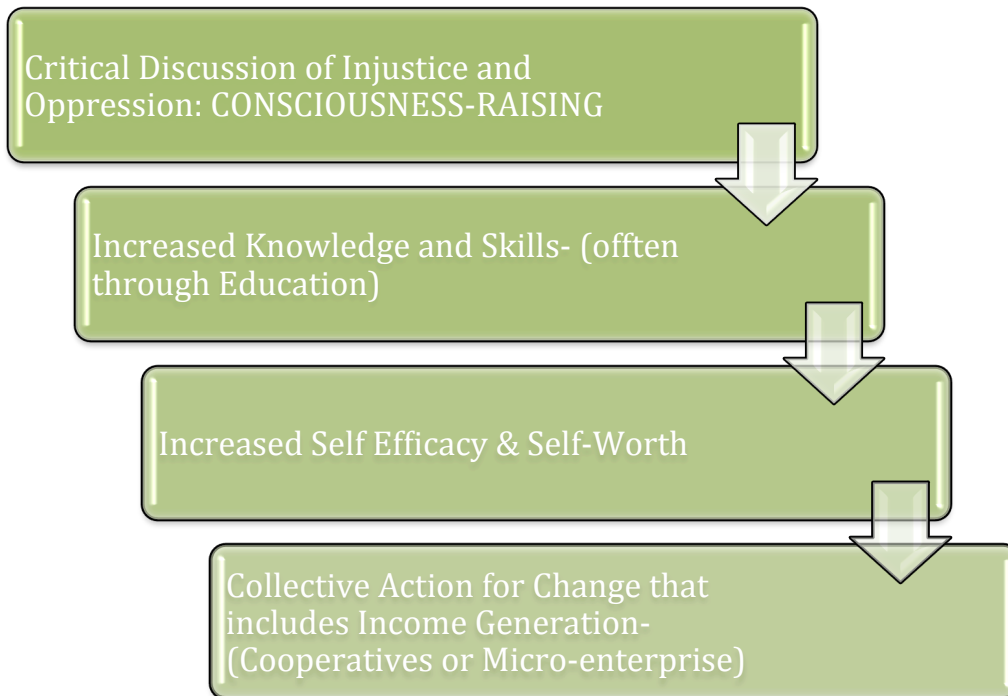 Critical Discussion of Injustice and
Oppression: CONSCIOUSNESS-RAISING
Increased Knowledge and Skills- (offten
through Education)
Increased Self Efficacy & Self-Worth
Collective Action for Change that
includes Income Generation-
(Cooperatives or Micro-enterprise)